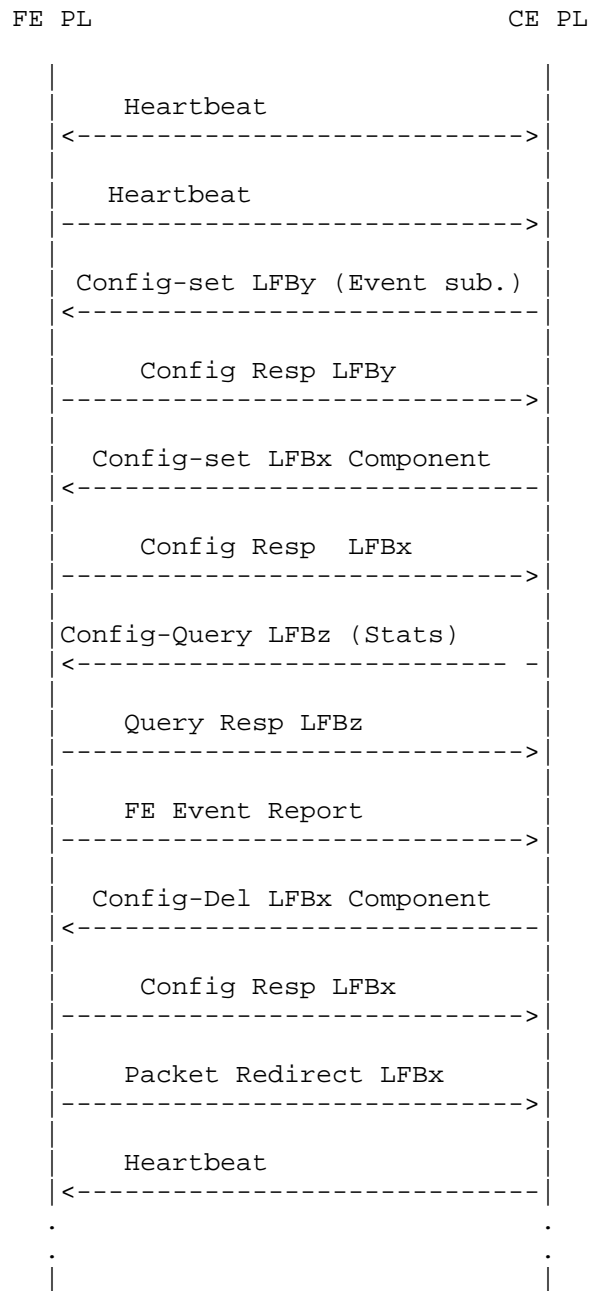 FE PL CE PL
Heartbeat
<---------------------------->
Heartbeat
----------------------------->
Config-set LFBy (Event sub.)
<-----------------------------
Config Resp LFBy
----------------------------->
Config-set LFBx Component
<-----------------------------
Config Resp LFBx
----------------------------->
Config-Query LFBz (Stats)
<--------------------------- -
Query Resp LFBz
----------------------------->
FE Event Report
----------------------------->
Config-Del LFBx Component
<-----------------------------
Config Resp LFBx
----------------------------->
Packet Redirect LFBx
----------------------------->
Heartbeat
<-----------------------------
. .
. .